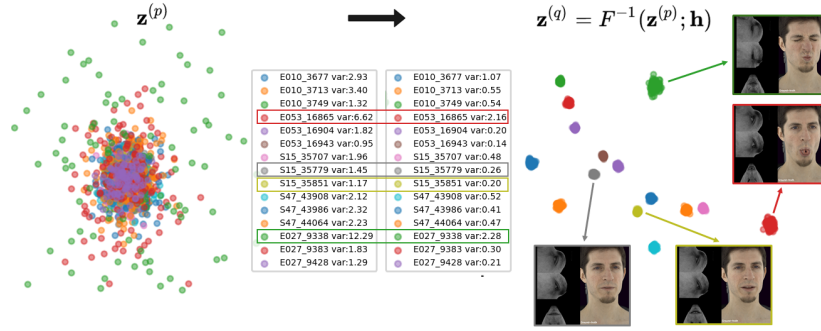 z^(p)
z^(q) = F^-1(z^(p); h)
E010_3677 var:2.93
E010_3713 var:3.40
E010_3749 var:1.32
E053_16865 var:6.62
E053_16904 var:1.82
E053_16943 var:0.95
S15_35707 var:1.96
S15_35779 var:1.45
S15_35851 var:1.17
S47_43908 var:2.12
S47_43986 var:2.32
S47_44064 var:2.23
E027_9338 var:12.29
E027_9383 var:1.83
E027_9428 var:1.29
E010_3677 var:1.07
E010_3713 var:0.55
E010_3749 var:0.54
E053_16865 var:2.16
E053_16904 var:0.20
E053_16943 var:0.14
S15_35707 var:0.48
S15_35779 var:0.26
S15_35851 var:0.20
S47_43908 var:0.52
S47_43986 var:0.41
S47_44064 var:0.47
E027_9338 var:2.28
E027_9383 var:0.30
E027_9428 var:0.21